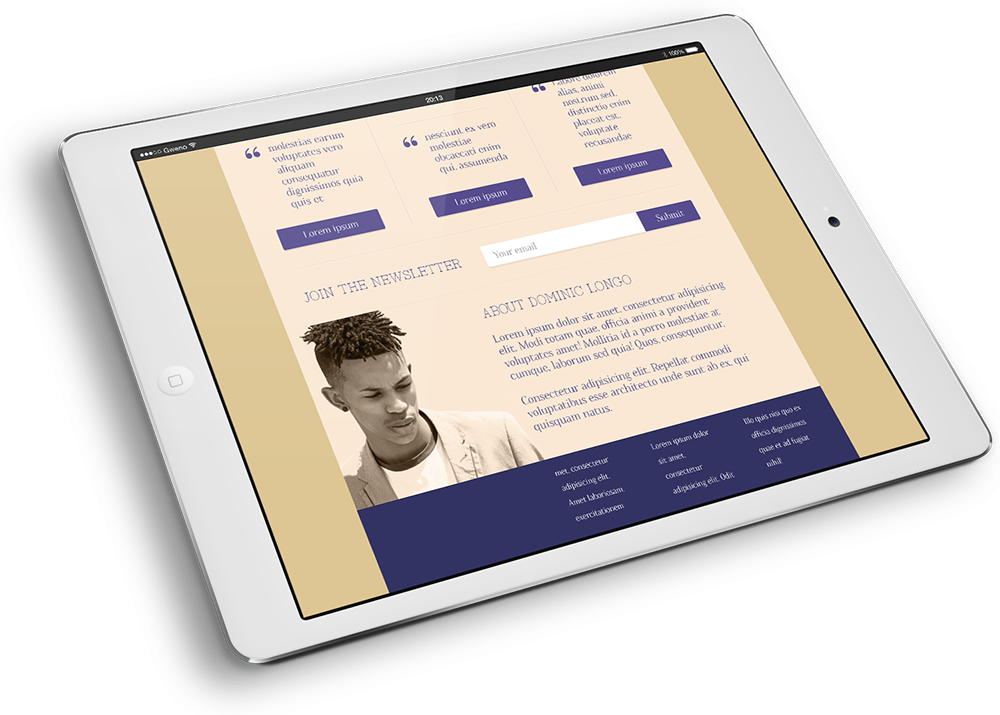 Gweno
20:13
100%
molestias earum
voluptates vero
aliquam
consequatur
dignissimos quia
quis et
Lorem ipsum
nesciunt ex vero
molestiae
obcaecati enim
qui, assumenda
Lorem ipsum
labore dolorem
alias, animi
nostrum sed,
distinctio enim
placeat est,
voluptate
recusandae
Lorem ipsum
JOIN THE NEWSLETTER
Your email
Submit
ABOUT DOMINIC LONGO
Lorem ipsum dolor sit amet, consectetur adipisicing
elit. Modi totam quae, officia animi a provident
voluptates amet! Mollitia id a porro molestiae at
cumque, laborum sed quia! Quos, consequuntur.
Consectetur adipisicing elit. Repellat commodi
voluptatibus esse architecto unde sunt ab ex, qui
quisquam natus.
met, consectetur
adipisicing elit.
Amet laboriosam,
exercitationem
Lorem ipsum dolor
sit amet,
consectetur
adipisicing elit. Odit
Illo quis nisi quo ex
officia dignissimos
quae et ad fugiat
nihil!